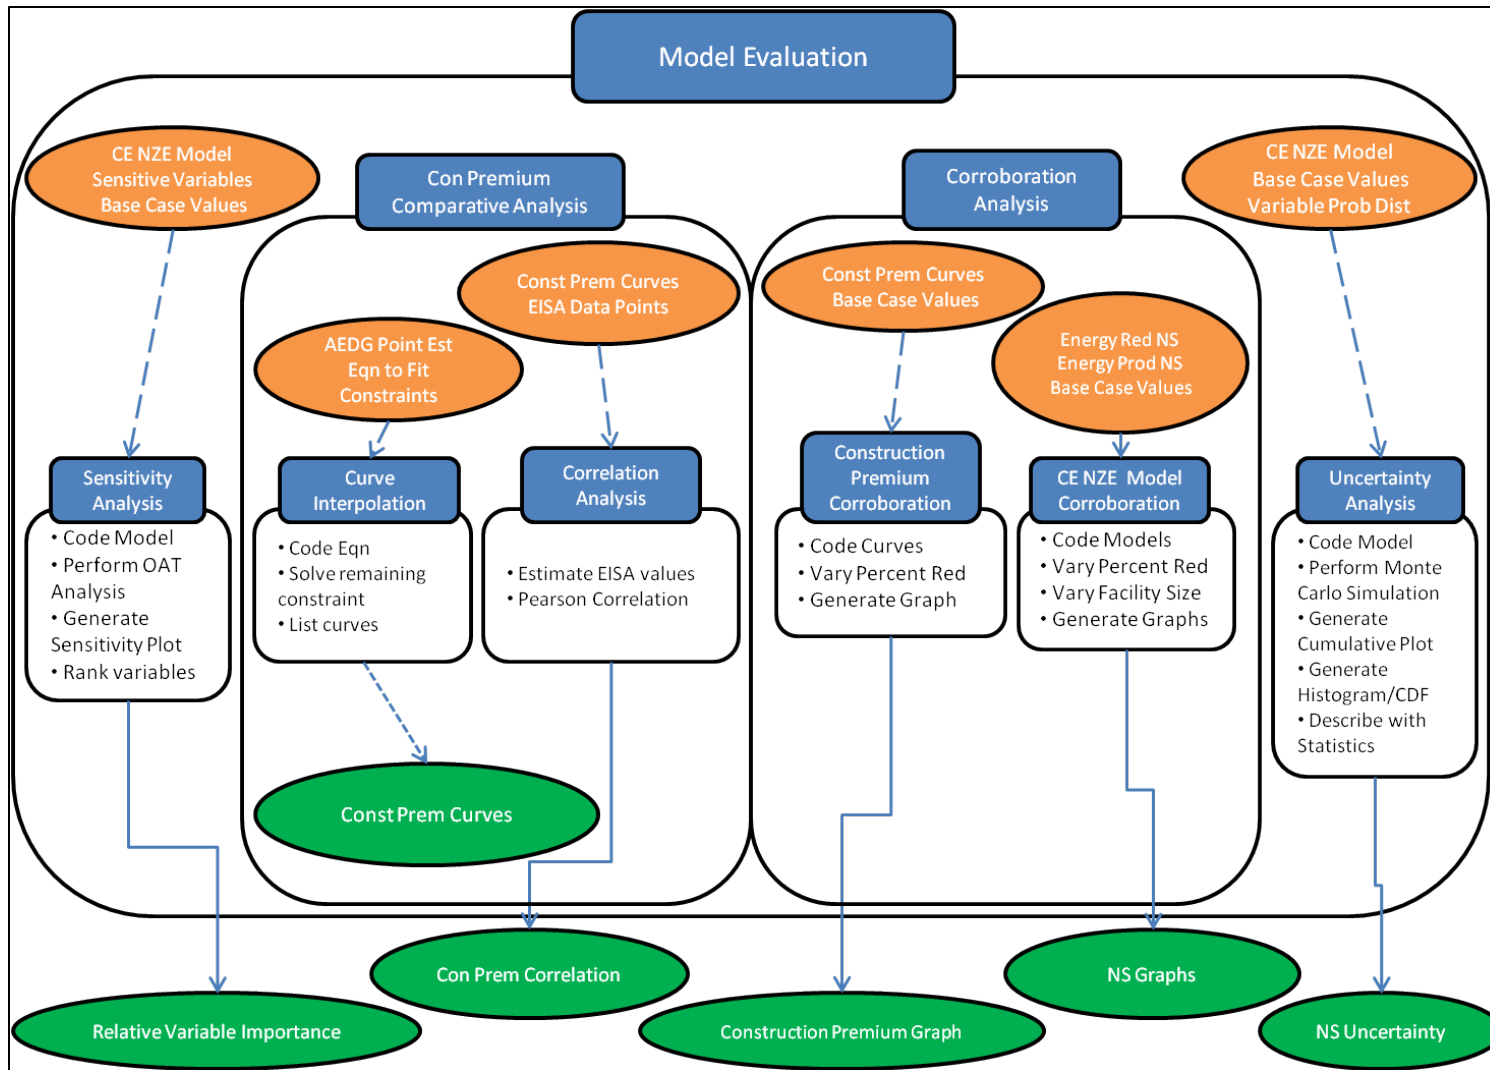 Model Evaluation
CE NZE Model
Sensitive Variables
Base Case Values
Con Premium
Comparative Analysis
Corroboration
Analysis
CE NZE Model
Base Case Values
Variable Prob Dist
Const Prem Curves
EISA Data Points
Const Prem Curves
Base Case Values
AEDG Point Est
Eqn to Fit
Constraints
Energy Red NS
Energy Prod NS
Base Case Values
Sensitivity
Analysis
• Code Model
• Perform OAT
Analysis
• Generate
Sensitivity Plot
• Rank variables
Curve
Interpolation
• Code Eqn
• Solve remaining
constraint
• List curves
Correlation
Analysis
• Estimate EISA values
• Pearson Correlation
Construction
Premium
Corroboration
• Code Curves
• Vary Percent Red
• Generate Graph
CE NZE Model
Corroboration
• Code Models
• Vary Percent Red
• Vary Facility Size
• Generate Graphs
Uncertainty
Analysis
• Code Model
• Perform Monte
Carlo Simulation
• Generate
Cumulative Plot
• Generate
Histogram/CDF
• Describe with
Statistics
Const Prem Curves
Con Prem Correlation
NS Graphs
Relative Variable Importance
Construction Premium Graph
NS Uncertainty